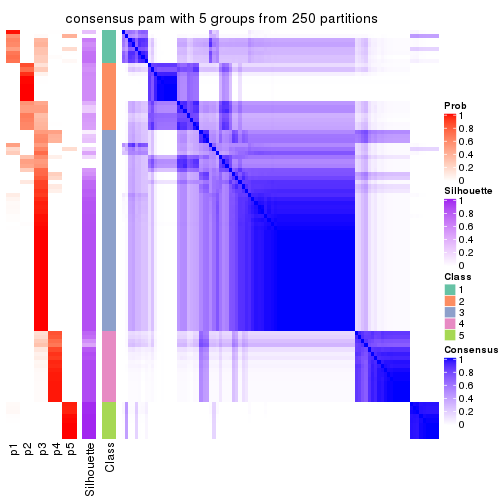 consensus pam with 5 groups from 250 partitions
Prob
1
0.8
0.6
0.4
0.2
0
Silhouette
1
0.8
0.6
0.4
0.2
0
Class
1
2
3
4
5
Consensus
1
0.8
0.6
0.4
0.2
0
p1
p2
p3
p4
p5
Silhouette
Class